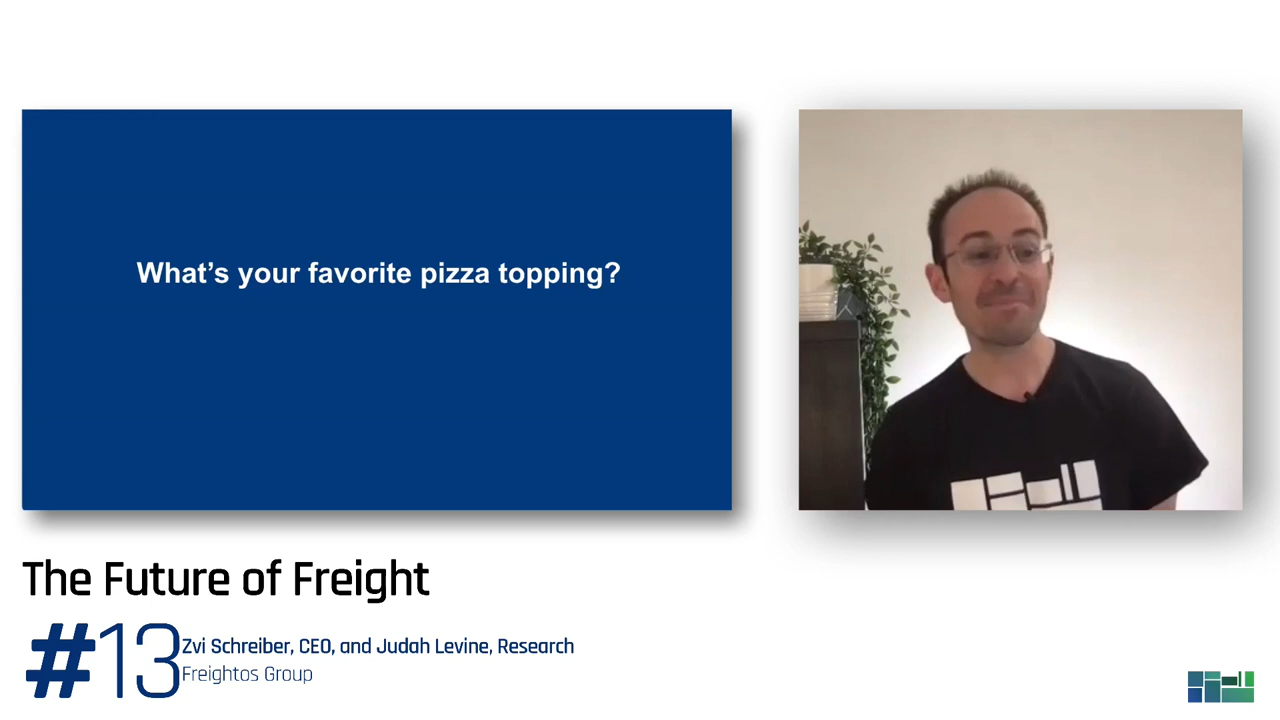 What's your favorite pizza topping?
The Future of Freight
#13
Zvi Schreiber, CEO, and Judah Levine, Research
Freightos Group